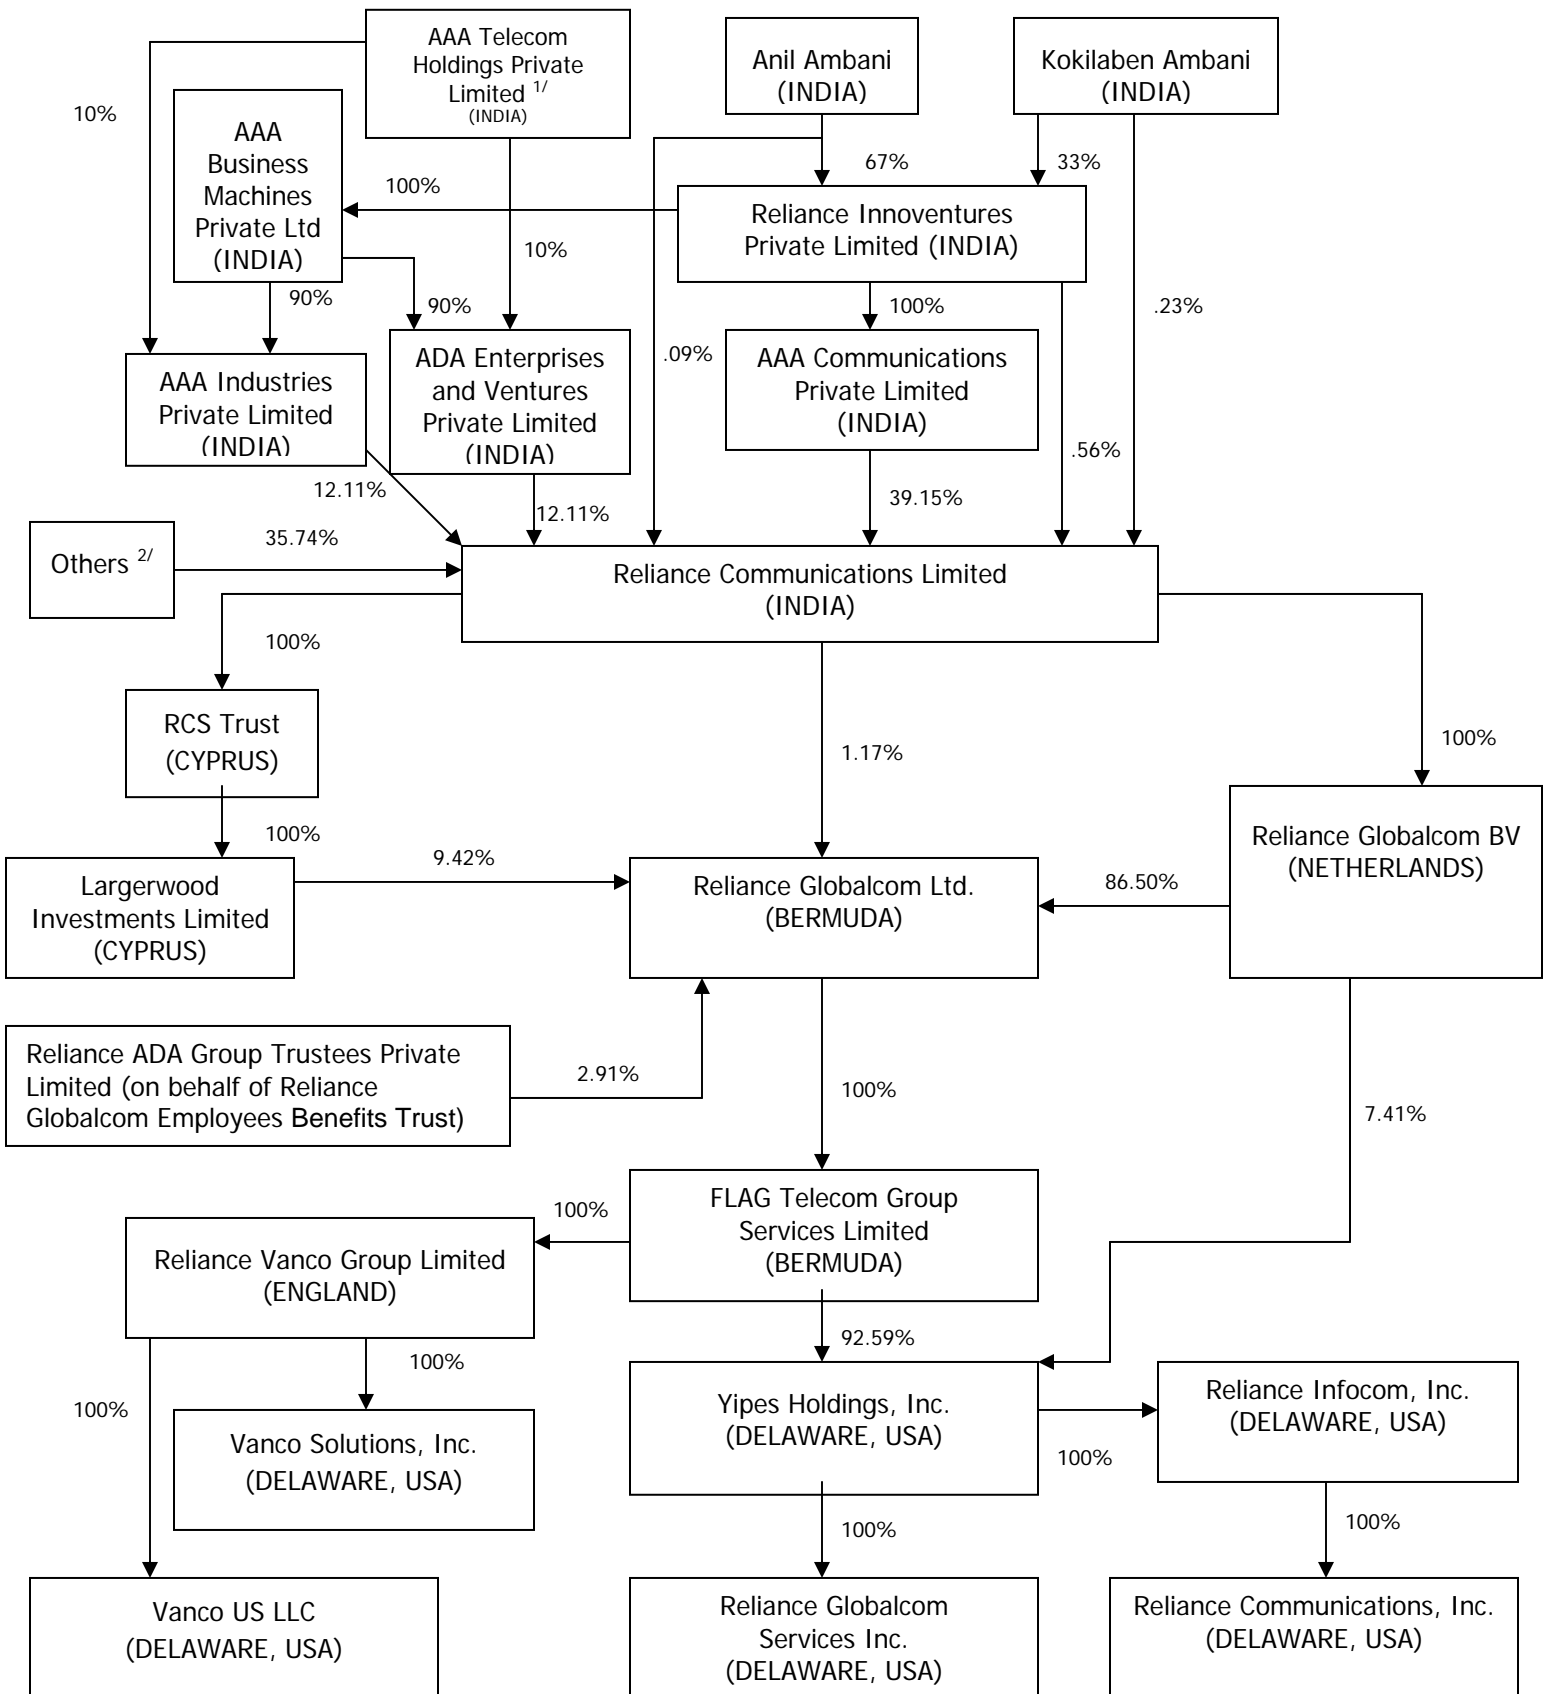 AAA Telecom
Holdings Private
Limited 1/
(INDIA)
Anil Ambani
(INDIA)
Kokilaben Ambani
(INDIA)
10%
AAA
Business
Machines
Private Ltd
(INDIA)
67%
33%
100%
Reliance Innoventures
Private Limited (INDIA)
10%
90%
90%
100%
.23%
.09%
AAA Industries
Private Limited
(INDIA)
ADA Enterprises
and Ventures
Private Limited
(INDIA)
AAA Communications
Private Limited
(INDIA)
.56%
12.11%
12.11%
39.15%
Others 2/
35.74%
Reliance Communications Limited
(INDIA)
100%
RCS Trust
(CYPRUS)
1.17%
100%
100%
Reliance Globalcom BV
(NETHERLANDS)
Largerwood
Investments Limited
(CYPRUS)
9.42%
Reliance Globalcom Ltd.
(BERMUDA)
86.50%
Reliance ADA Group Trustees Private
Limited (on behalf of Reliance
Globalcom Employees Benefits Trust)
2.91%
100%
7.41%
FLAG Telecom Group
Services Limited
(BERMUDA)
100%
Reliance Vanco Group Limited
(ENGLAND)
92.59%
100%
100%
Yipes Holdings, Inc.
(DELAWARE, USA)
Reliance Infocom, Inc.
(DELAWARE, USA)
100%
Vanco Solutions, Inc.
(DELAWARE, USA)
100%
100%
Vanco US LLC
(DELAWARE, USA)
Reliance Globalcom
Services Inc.
(DELAWARE, USA)
Reliance Communications, Inc.
(DELAWARE, USA)